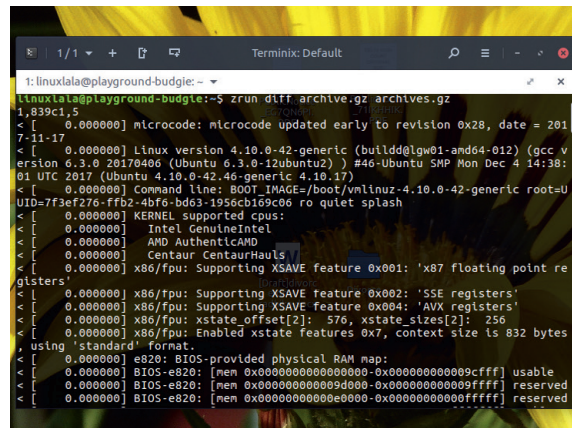 1/1
Terminix: Default
1: linuxlala@playground-budgie: ~
linuxlala@playground-budgie:~$ zrun diff archive.gz archives.gz
1,839c1,5
< [    0.000000] microcode: microcode updated early to revision 0x28, date = 201
7-11-17
< [    0.000000] Linux version 4.10.0-42-generic (buildd@lgw01-amd64-012) (gcc v
ersion 6.3.0 20170406 (Ubuntu 6.3.0-12ubuntu2) ) #46-Ubuntu SMP Mon Dec 4 14:38:
01 UTC 2017 (Ubuntu 4.10.0-42.46-generic 4.10.17)
< [    0.000000] Command line: BOOT_IMAGE=/boot/vmlinuz-4.10.0-42-generic root=U
UID=7f3ef276-ffb2-4bf6-bd63-1956cb169c06 ro quiet splash
< [    0.000000] KERNEL supported cpus:
< [    0.000000]   Intel GenuineIntel
< [    0.000000]   AMD AuthenticAMD
< [    0.000000]   Centaur CentaurHauls
< [    0.000000] x86/fpu: Supporting XSAVE feature 0x001: 'x87 floating point re
gisters'
< [    0.000000] x86/fpu: Supporting XSAVE feature 0x002: 'SSE registers'
< [    0.000000] x86/fpu: Supporting XSAVE feature 0x004: 'AVX registers'
< [    0.000000] x86/fpu: xstate_offset[2]:  576, xstate_sizes[2]:  256
< [    0.000000] x86/fpu: Enabled xstate features 0x7, context size is 832 bytes
, using 'standard' format.
< [    0.000000] e820: BIOS-provided physical RAM map:
< [    0.000000] BIOS-e820: [mem 0x0000000000000000-0x000000000009cfff] usable
< [    0.000000] BIOS-e820: [mem 0x000000000009d000-0x000000000009ffff] reserved
< [    0.000000] BIOS-e820: [mem 0x00000000000e0000-0x00000000000fffff] reserved